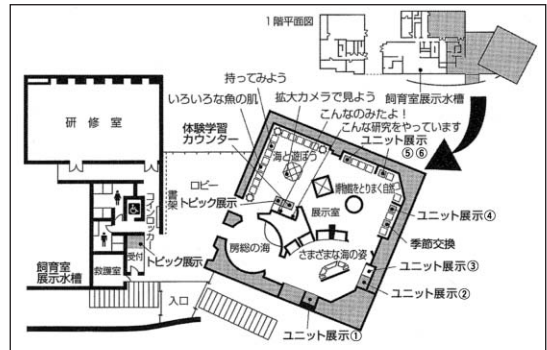 1階平面図
飼育室展示水槽
持ってみよう
いろいろな魚の肌
拡大カメラで見よう
こんなのみたよ!
こんな研究をやっています
体験学習
カウンター
ユニット展示
⑤⑥
研修室
海と遊ぼう
博物館をとりまく自然
ロビー
トピック展示
展示室
ユニット展示④
書架
コインロッカー
季節交換
房総の海
さまざまな海の姿
ユニット展示③
受付
トピック展示
飼育室
展示水槽
救護室
ユニット展示②
入口
ユニット展示①